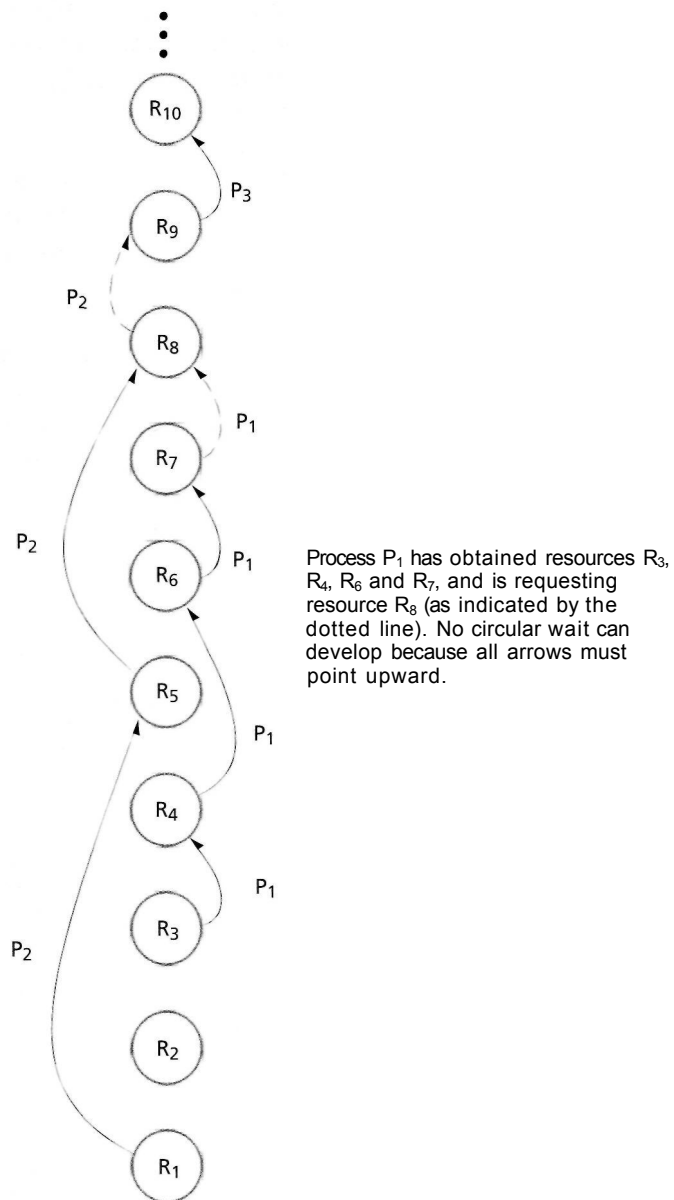 R10
P3
R9
P2
R8
P1
R7
P2
P1
R6
Process P1 has obtained resources R3,
R4, R6 and R7, and is requesting
resource R8 (as indicated by the
dotted line). No circular wait can
develop because all arrows must
point upward.
R5
P1
R4
P1
R3
P2
R2
P2
R1